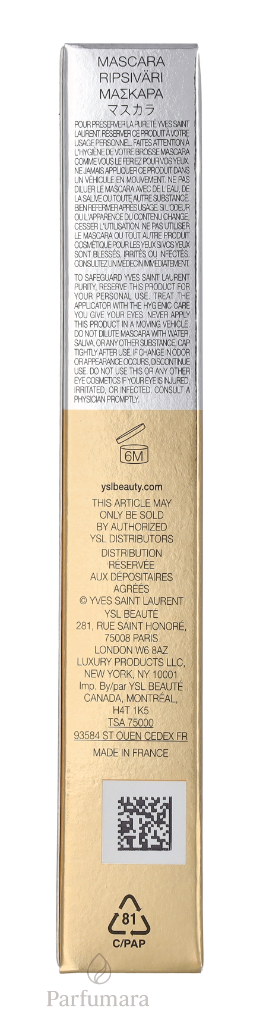 MASCARA
RIPSIVÄRI
ΜΑΣΚΑΡΑ
マスカラ
POUR PRESERVER LA PURETÉ YVES SAINT
LAURENT, RÉSERVER CE PRODUIT À VOTRE
USAGE PERSONNEL. FAITES ATTENTION À
L'HYGIÈNE DE VOTRE BROSSE MASCARA
COMME VOUS LE FEREZ POUR VOS YEUX.
NE JAMAIS APPLIQUER CE PRODUIT DANS
UN VÉHICULE EN MOUVEMENT. NE PAS
DILUER LE MASCARA AVEC DE L'EAU, DE
LA SALIVE OU TOUTE AUTRE SUBSTANCE.
BIEN REFERMER APRÈS USAGE. SI L'ODEUR
OU L'APPARENCE DU CONTENU CHANGE,
CESSER L'UTILISATION. NE PAS UTILISER
LE MASCARA OU TOUT AUTRE PRODUIT
COSMÉTIQUE POUR LES YEUX SI VOS YEUX
SONT BLESSÉS, IRRITÉS OU INFECTÉS.
CONSULTEZ UN MÉDECIN IMMÉDIATEMENT.
TO SAFEGUARD YVES SAINT LAURENT
PURITY, RESERVE THIS PRODUCT FOR
YOUR PERSONAL USE. TREAT THE
APPLICATOR WITH THE HYGIENIC CARE
YOU GIVE YOUR EYES. NEVER APPLY
THIS PRODUCT IN A MOVING VEHICLE.
DO NOT DILUTE MASCARA WITH WATER,
SALIVA, OR ANY OTHER SUBSTANCE. CAP
TIGHTLY AFTER USE. IF CHANGE IN ODOR
OR APPEARANCE OCCURS, DISCONTINUE
USE. DO NOT USE THIS OR ANY OTHER
EYE COSMETICS IF YOUR EYE IS INJURED,
IRRITATED, OR INFECTED. CONSULT A
PHYSICIAN PROMPTLY.
6M
yslbeauty.com
THIS ARTICLE MAY
ONLY BE SOLD
BY AUTHORIZED
YSL DISTRIBUTORS
DISTRIBUTION
RÉSERVÉE
AUX DÉPOSITAIRES
AGRÉÉS
© YVES SAINT LAURENT
YSL BEAUTÉ
281, RUE SAINT HONORÉ,
75008 PARIS
LONDON W6 8AZ
LUXURY PRODUCTS LLC,
NEW YORK, NY 10001
Imp. By/par YSL BEAUTÉ
CANADA, MONTRÉAL,
H4T 1K5
TSA 75000
93584 ST OUEN CEDEX FR
MADE IN FRANCE
81
C/PAP
Parfumara